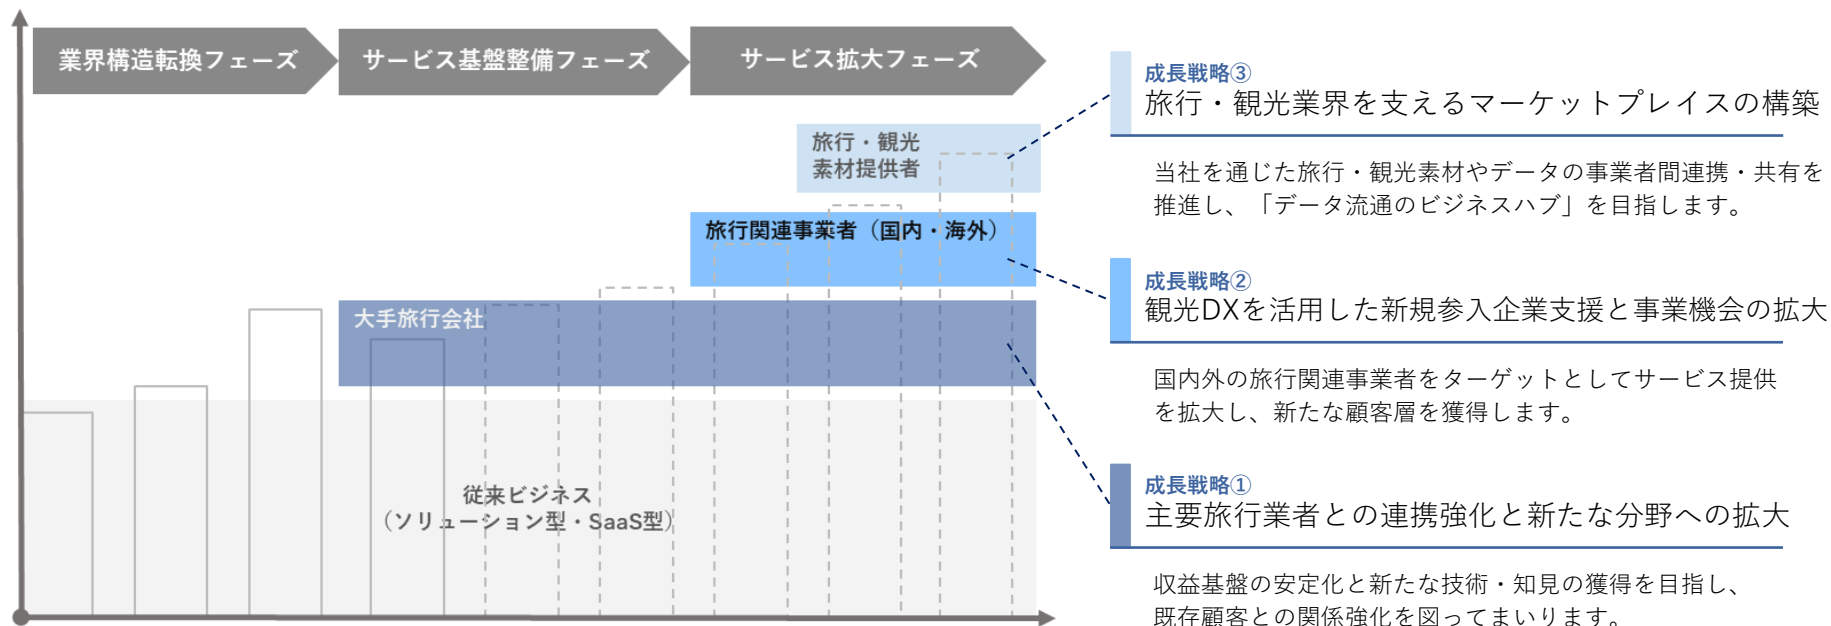 業界構造転換フェーズ
サービス基盤整備フェーズ
サービス拡大フェーズ
旅行・観光
素材提供者
旅行関連事業者（国内・海外）
大手旅行会社
従来ビジネス
（ソリューション型・SaaS型）
成長戦略③
旅行・観光業界を支えるマーケットプレイスの構築
当社を通じた旅行・観光素材やデータの事業者間連携・共有を
推進し、「データ流通のビジネスハブ」を目指します。
成長戦略②
観光DXを活用した新規参入企業支援と事業機会の拡大
国内外の旅行関連事業者をターゲットとしてサービス提供
を拡大し、新たな顧客層を獲得します。
成長戦略①
主要旅行業者との連携強化と新たな分野への拡大
収益基盤の安定化と新たな技術・知見の獲得を目指し、
既存顧客との関係強化を図ってまいります。